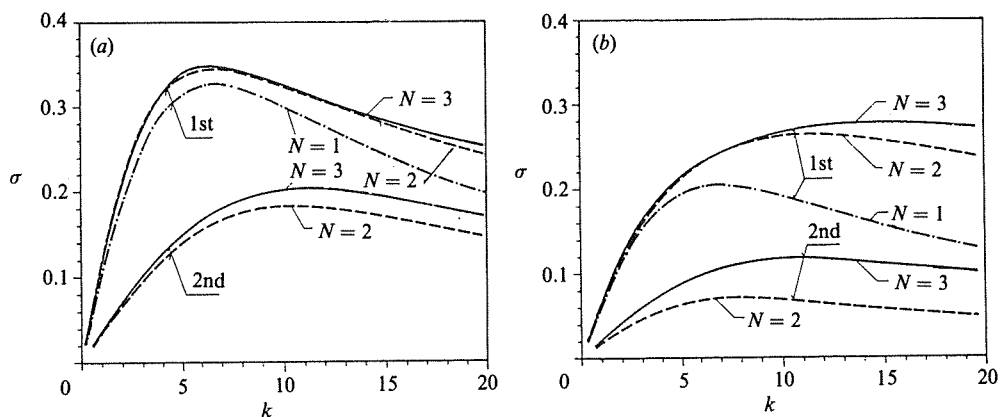 0.4
(a)
0.3
1st
N = 3
N = 1
N = 3
N = 2
σ
0.2
N = 2
0.1
2nd
0
5
10
15
20
k
0.4
(b)
0.3
N = 3
N = 2
1st
σ
0.2
N = 1
2nd
0.1
N = 3
N = 2
0
5
10
15
20
k